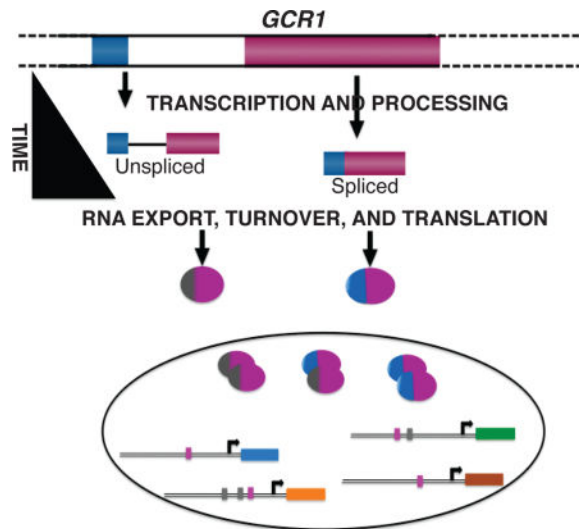 GCR1
TRANSCRIPTION AND PROCESSING
TIME
Unspliced
Spliced
RNA EXPORT, TURNOVER, AND TRANSLATION